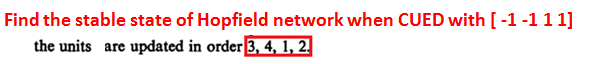 Find the stable state of Hopfield network when CUED with [ -1 -1 1 1]
the units are updated in order 3, 4, 1, 2.